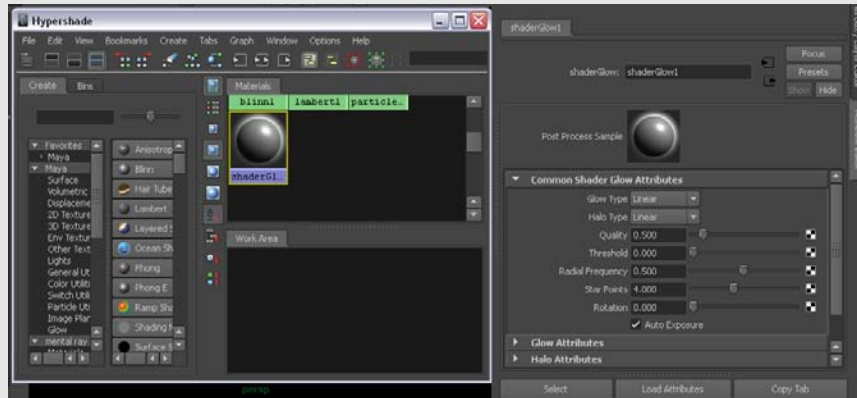 Hypershade
File Edit View Bookmarks Create Tabs Graph Window Options Help
Create Bins
Favorites
Maya
Maya
Surface
Volumetric
Displaceme
2D Texture
3D Texture
Env Textur
Other Text
Lights
General Ut
Color Utilit
Switch Utili
Particle Uti
Image Plan
Glow
mental ray
Materials
Anisotrop
Blinn
Hair Tube
Lambert
Layered S
Ocean Sh
Phong
Phong E
Ramp Sha
Shading M
Surface S
Materials
blinn1 lambert1 particle...
shaderGl...
Work Area
persp
shaderGlow1
shaderGlow: shaderGlow1
Focus
Presets
Show Hide
Post Process Sample
Common Shader Glow Attributes
Glow Type Linear
Halo Type Linear
Quality 0.500
Threshold 0.000
Radial Frequency 0.500
Star Points 4.000
Rotation 0.000
Auto Exposure
Glow Attributes
Halo Attributes
Select Load Attributes Copy Tab